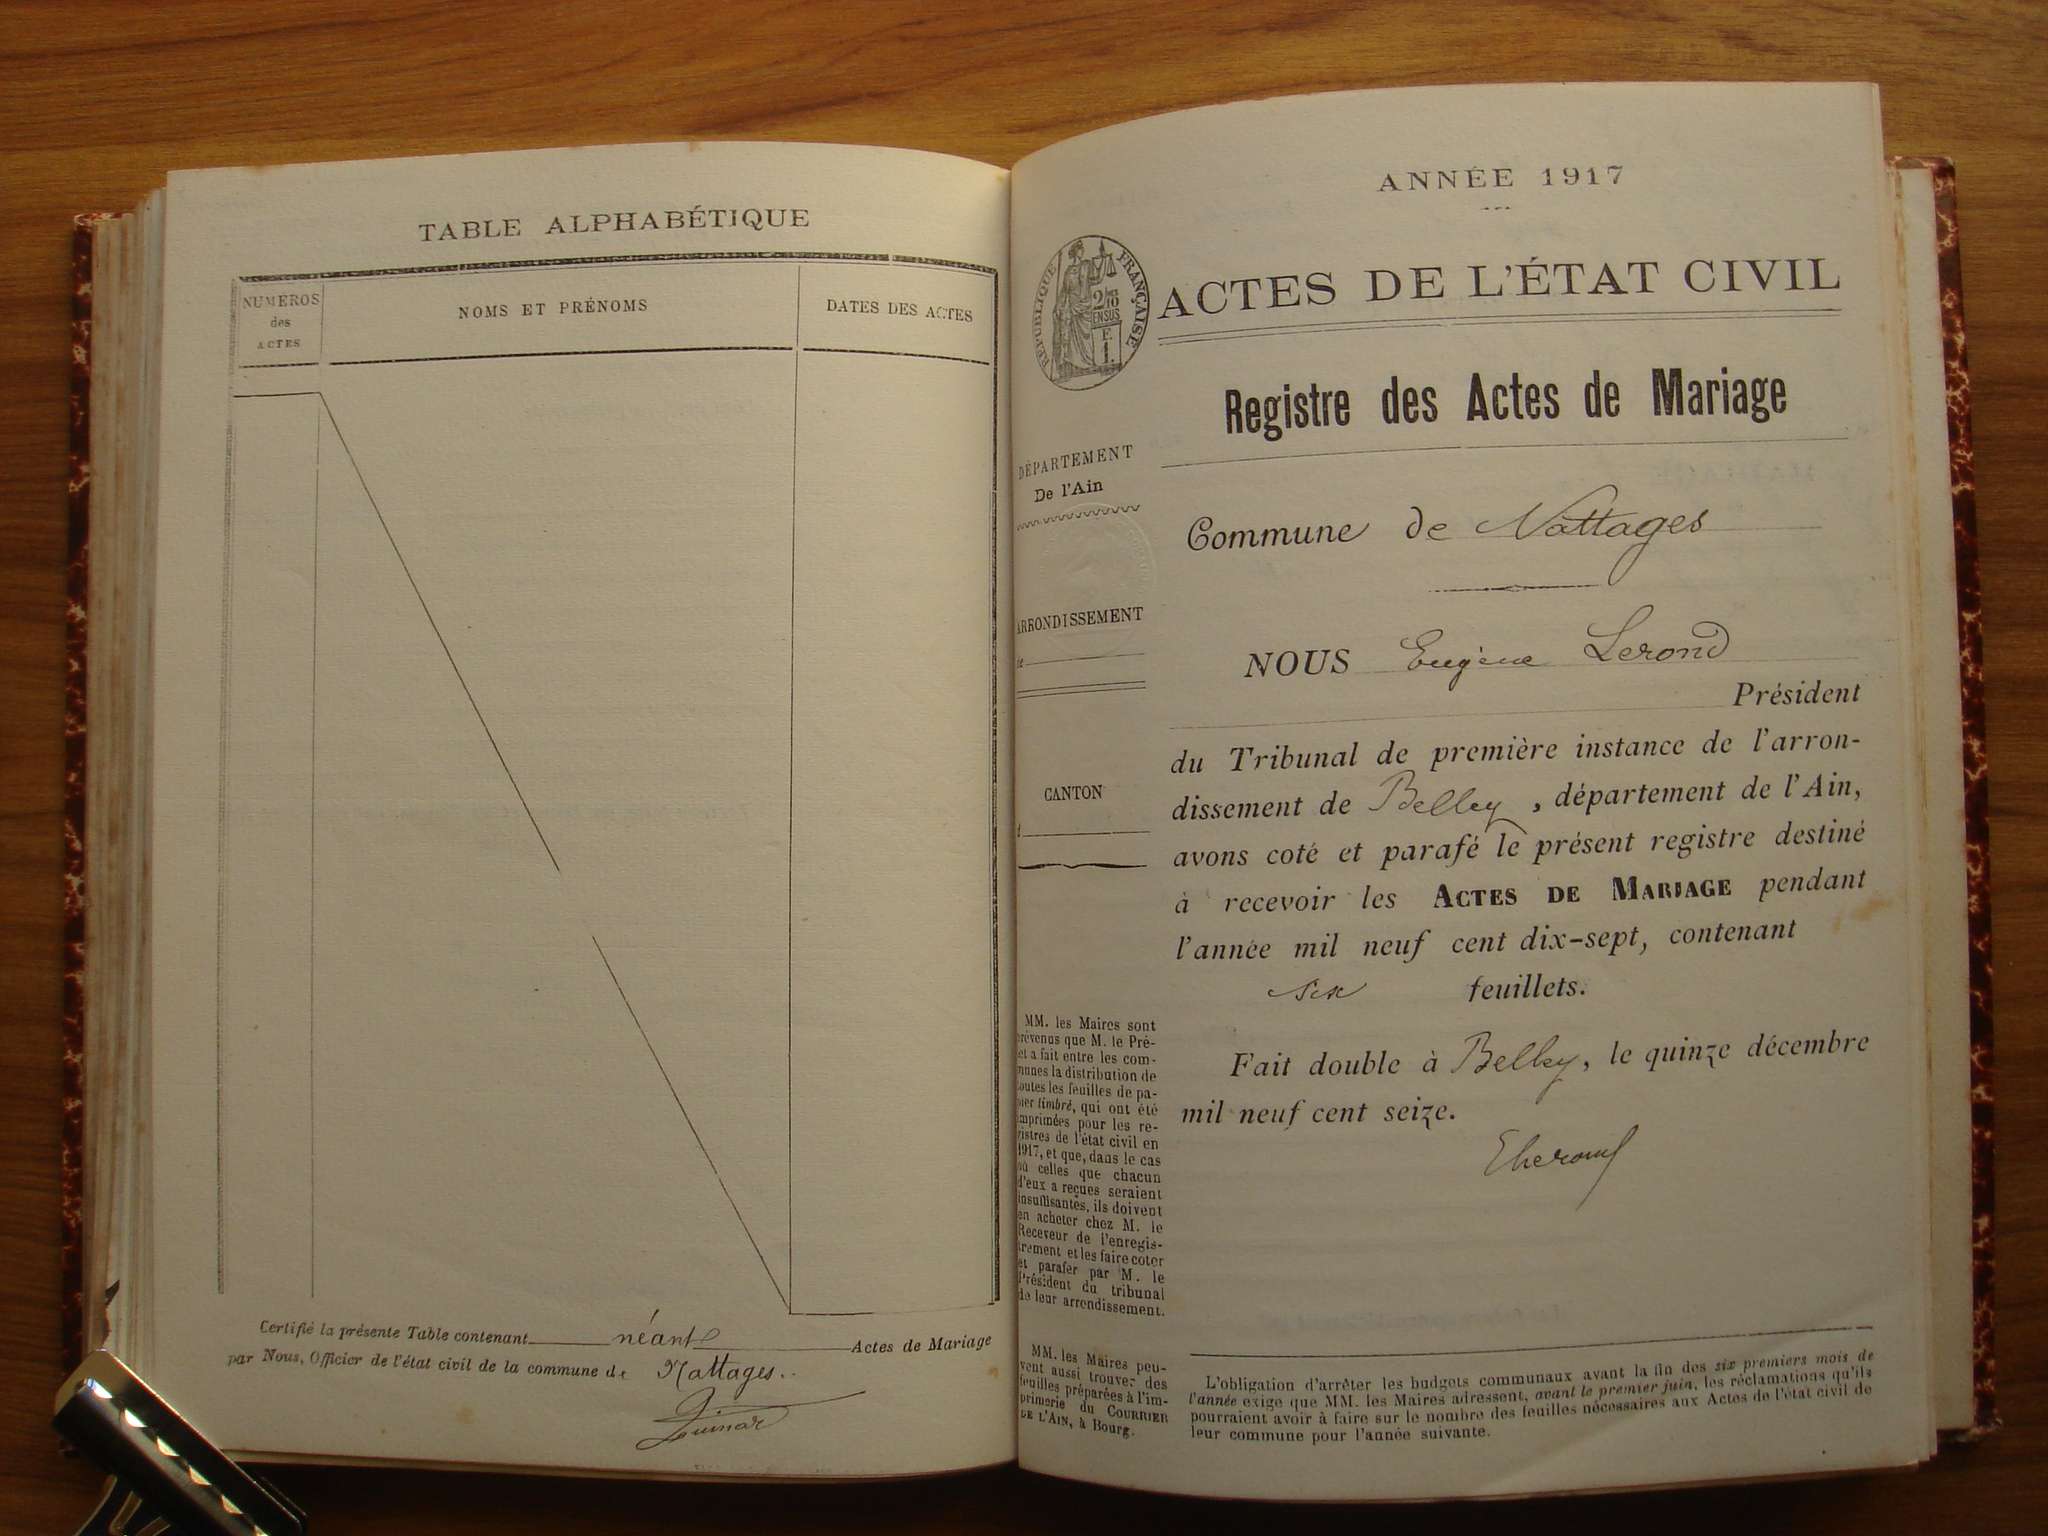 TABLE ALPHABÉTIQUE
NUMEROS
des
ACTES
NOMS ET PRÉNOMS
DATES DES ACTES
Certifié la présente Table contenant néant Actes de Mariage
par Nous, Officier de l'état civil de la commune de Nattages.
ANNÉE 1917
RÉPUBLIQUE FRANÇAISE
2/10
EN SUS
F.
1.
ACTES DE L'ÉTAT CIVIL
Registre des Actes de Mariage
DÉPARTEMENT
De l'Ain
ARRONDISSEMENT
CANTON
Commune de Nattages
NOUS Eugène Lerond
Président
du Tribunal de première instance de l'arron-
dissement de Belley, département de l'Ain,
avons coté et parafé le présent registre destiné
à recevoir les ACTES DE MARIAGE pendant
l'année mil neuf cent dix-sept, contenant
six feuillets.
Fait double à Belley, le quinze décembre
mil neuf cent seize.
MM. les Maires sont
prévenus que M. le Pré-
et a fait entre les com-
munes la distribution de
toutes les feuilles de pa-
pier timbré, qui ont été
imprimées pour les re-
gistres de l'état civil en
1917, et que, dans le cas
où celles que chacun
d'eux a reçues seraient
insuffisantes, ils doivent
en acheter chez M. le
Receveur de l'enregis-
trement et les faire coter
et parafer par M. le
Président du tribunal
de leur arrondissement.
MM. les Maires peu-
vent aussi trouver des
feuilles préparées à l'im-
primerie du COURRIER
DE L'AIN, à Bourg.
L'obligation d'arrêter les budgets communaux avant la fin des six premiers mois de
l'année exige que MM. les Maires adressent, avant le premier juin, les réclamations qu'ils
pourraient avoir à faire sur le nombre des feuilles nécessaires aux Actes de l'état civil de
leur commune pour l'année suivante.